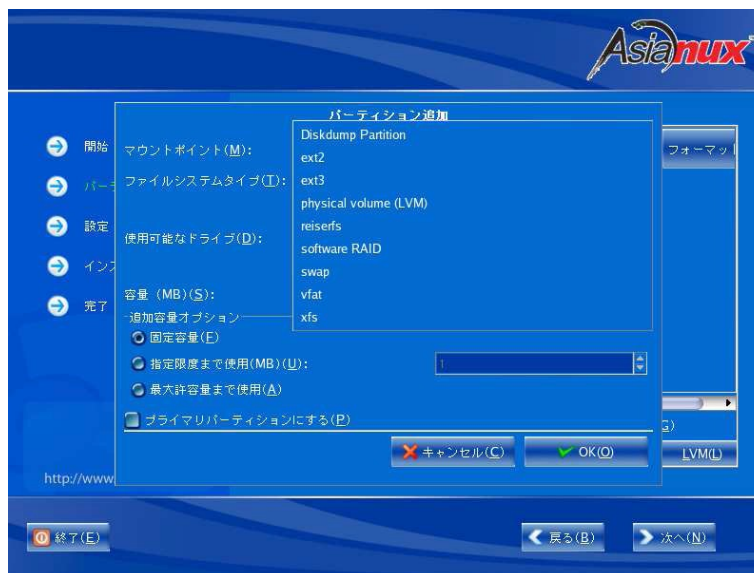 Asianux
パーティション追加
開始
マウントポイント(M):
Diskdump Partition
ext2
フォーマット
ファイルシステムタイプ(T):
ext3
physical volume (LVM)
設定
使用可能なドライブ(D):
reiserfs
software RAID
swap
容量 (MB)(S):
vfat
完了
追加容量オプション
xfs
固定容量(F)
指定限度まで使用(MB)(U):
1
最大許容量まで使用(A)
プライマリパーティションにする(P)
キャンセル(C)
OK(O)
LVM(L)
http://www
終了(E)
戻る(B)
次へ(N)